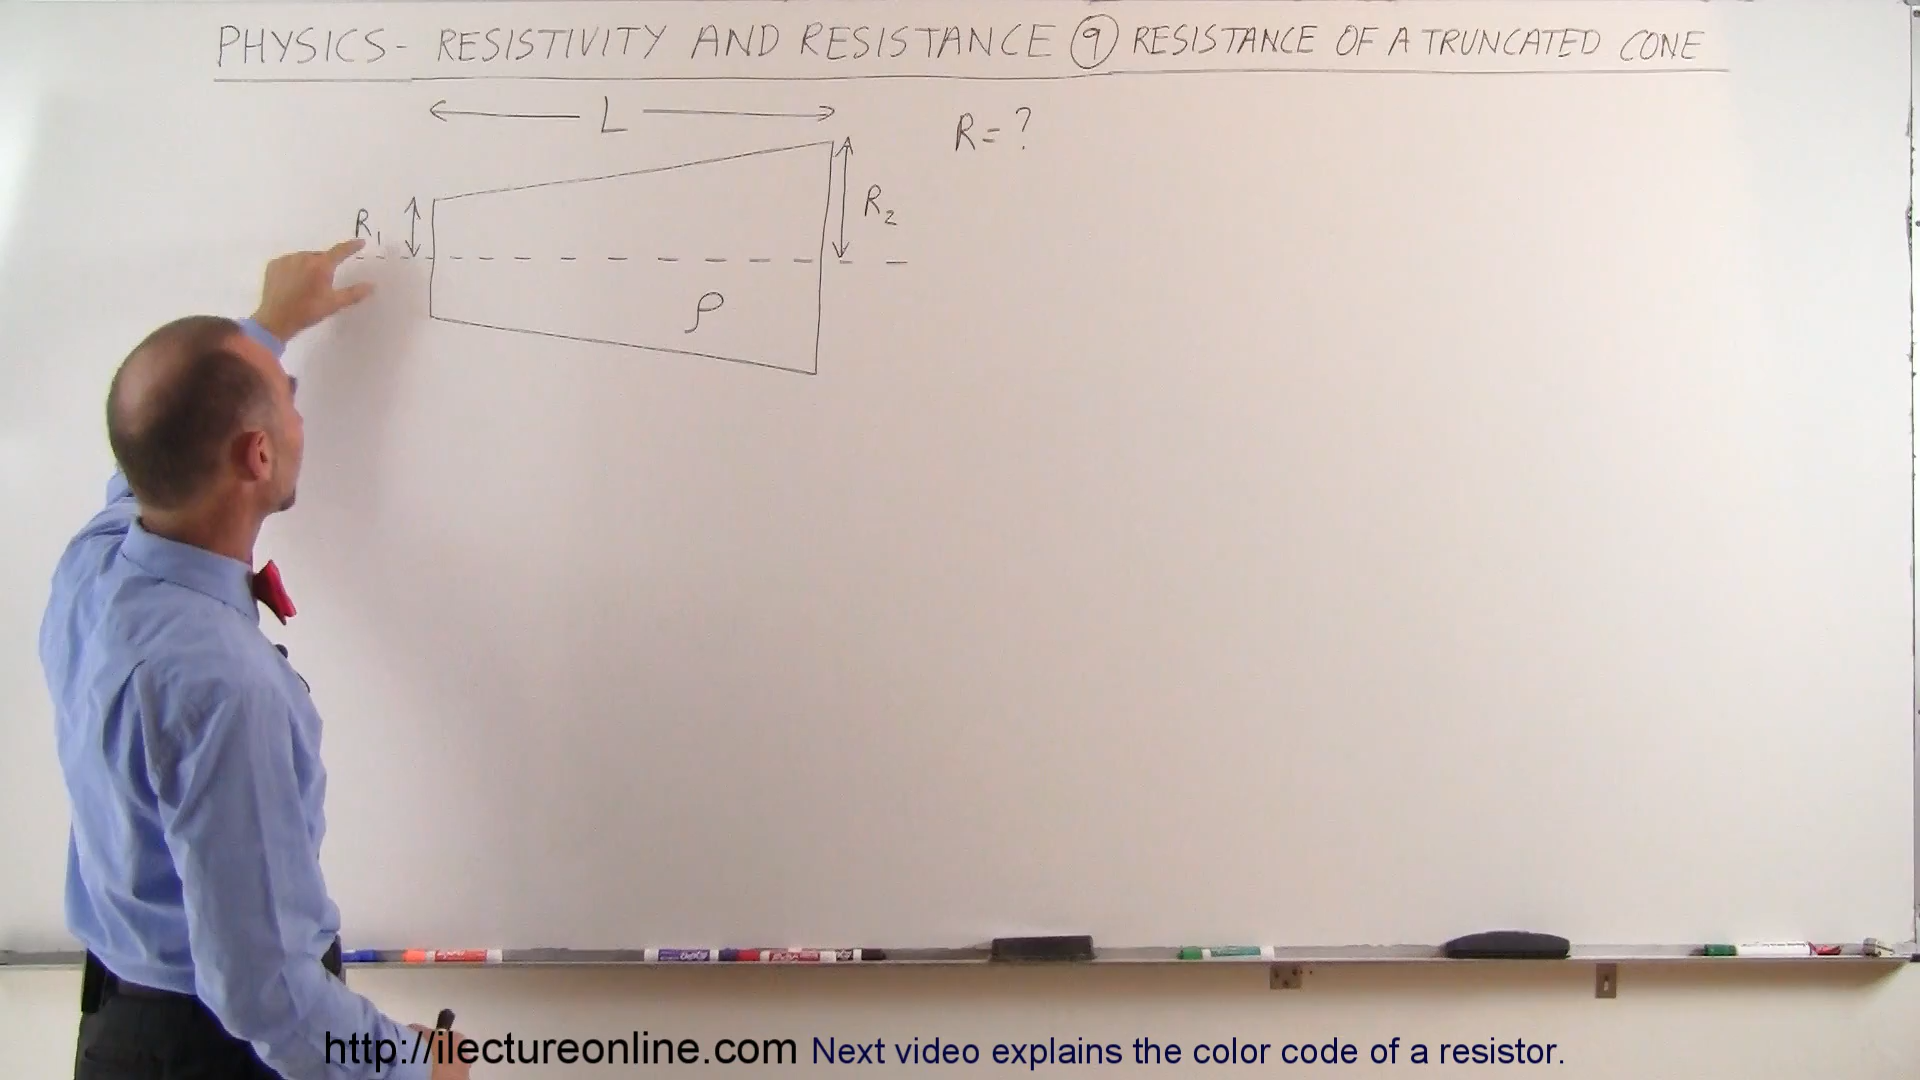 PHYSICS - RESISTIVITY AND RESISTANCE 9 RESISTANCE OF A TRUNCATED CONE
L
R = ?
R1
R2
ρ
http://ilectureonline.com Next video explains the color code of a resistor.